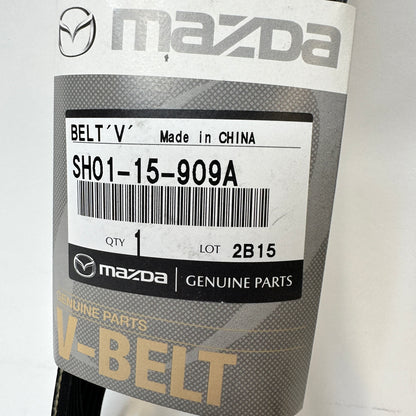 mazda
BELT´V´ Made in CHINA
SH01-15-909A
QTY 1 LOT 2B15
mazda GENUINE PARTS
GENUINE PARTS
V-BELT